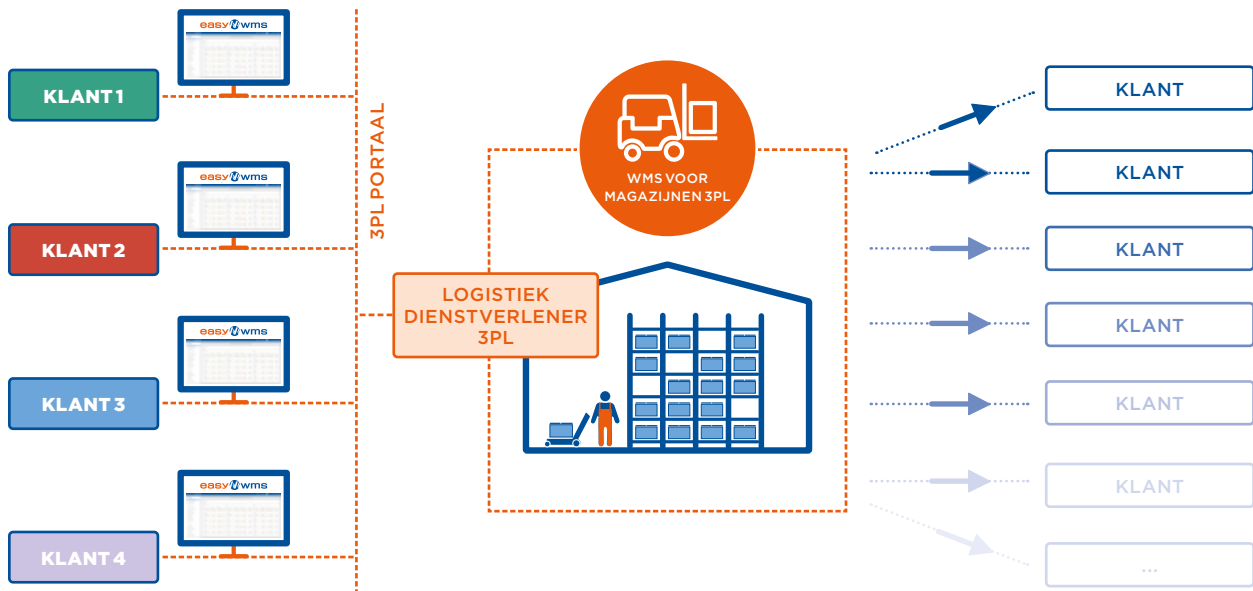 easy wms
KLANT 1
easy wms
KLANT 2
easy wms
KLANT 3
easy wms
KLANT 4
3PL PORTAAL
LOGISTIEK
DIENSTVERLENER
3PL
WMS VOOR
MAGAZIJNEN 3PL
KLANT
KLANT
KLANT
KLANT
KLANT
KLANT
...